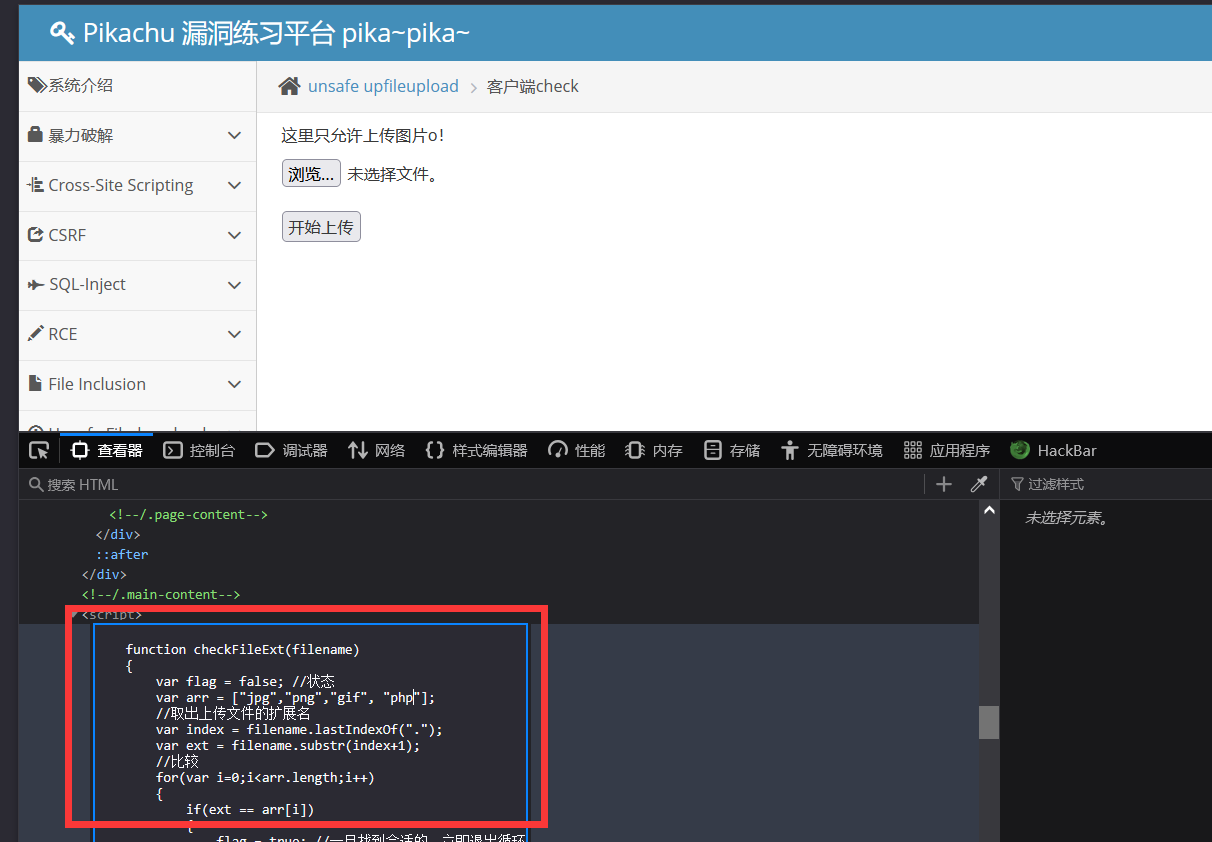 Pikachu 漏洞练习平台 pika~pika~
系统介绍
暴力破解
Cross-Site Scripting
CSRF
SQL-Inject
RCE
File Inclusion
unsafe upfileupload > 客户端check
这里只允许上传图片o!
浏览... 未选择文件。
开始上传
查看器 控制台 调试器 网络 样式编辑器 性能 内存 存储 无障碍环境 应用程序 HackBar
搜索 HTML
过滤样式
未选择元素。
<!--/.page-content-->
</div>
::after
</div>
<!--/.main-content-->
<script>
function checkFileExt(filename)
{
var flag = false; //状态
var arr = ["jpg","png","gif", "php"];
//取出上传文件的扩展名
var index = filename.lastIndexOf(".");
var ext = filename.substr(index+1);
//比较
for(var i=0;i<arr.length;i++)
{
if(ext == arr[i])
{
flag = true; //一旦找到合适的，立即退出循环